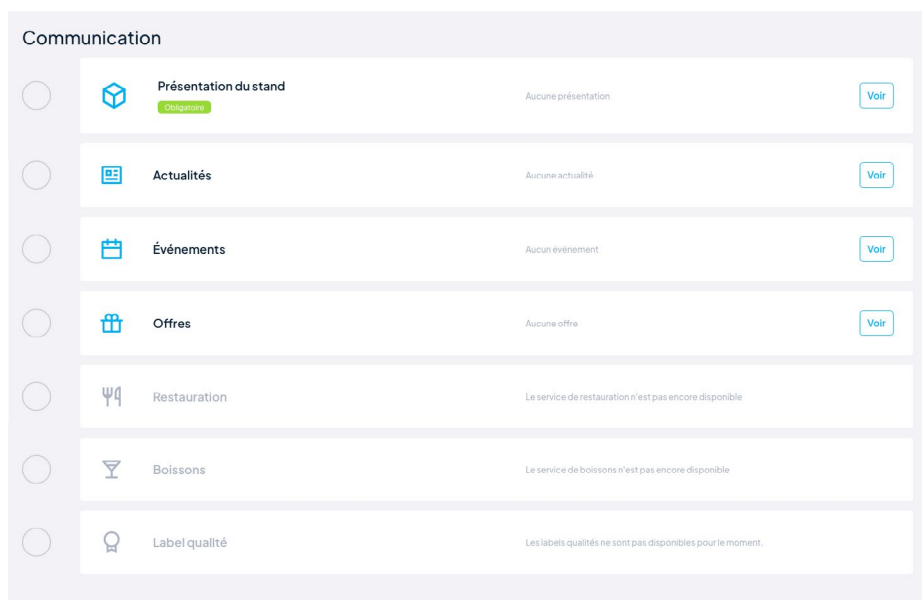 Communication
Présentation du stand
Obligatoire
Aucune présentation
Voir
Actualités
Aucune actualité
Voir
Événements
Aucun événement
Voir
Offres
Aucune offre
Voir
Restauration
Le service de restauration n'est pas encore disponible
Boissons
Le service de boissons n'est pas encore disponible
Label qualité
Les labels qualités ne sont pas disponibles pour le moment.